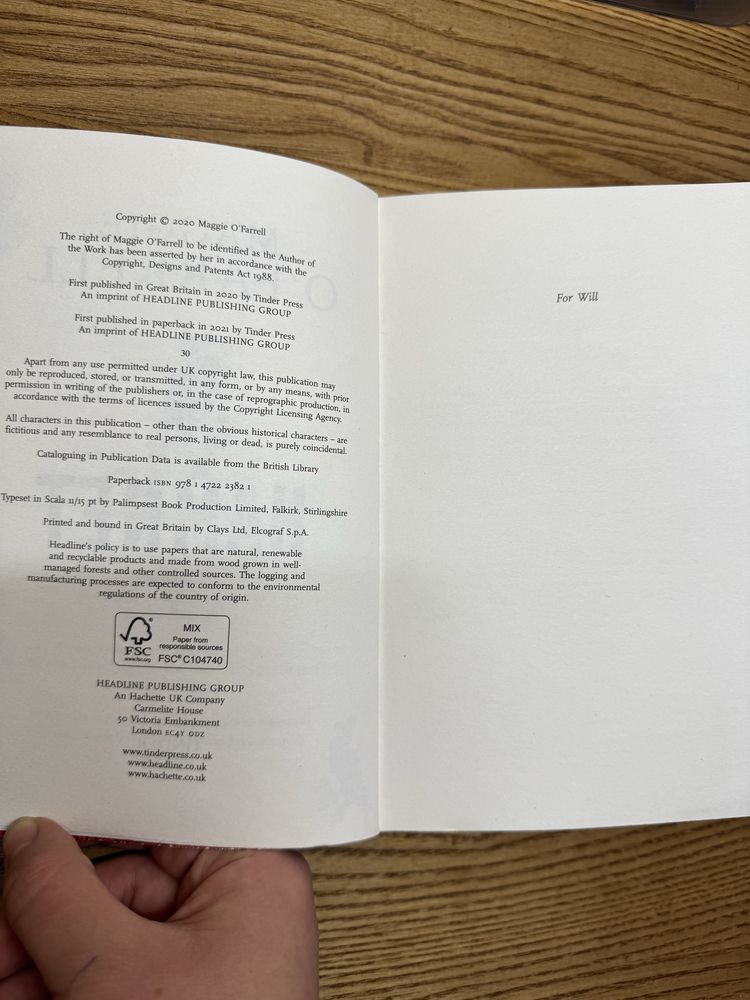 Copyright © 2020 Maggie O'Farrell
The right of Maggie O'Farrell to be identified as the Author of
the Work has been asserted by her in accordance with the
Copyright, Designs and Patents Act 1988.
First published in Great Britain in 2020 by Tinder Press
An imprint of HEADLINE PUBLISHING GROUP
First published in paperback in 2021 by Tinder Press
An imprint of HEADLINE PUBLISHING GROUP
30
Apart from any use permitted under UK copyright law, this publication may
only be reproduced, stored, or transmitted, in any form, or by any means, with prior
permission in writing of the publishers or, in the case of reprographic production, in
accordance with the terms of licences issued by the Copyright Licensing Agency.
All characters in this publication – other than the obvious historical characters – are
fictitious and any resemblance to real persons, living or dead, is purely coincidental.
Cataloguing in Publication Data is available from the British Library
Paperback ISBN 978 1 4722 2382 1
Typeset in Scala 11/15 pt by Palimpsest Book Production Limited, Falkirk, Stirlingshire
Printed and bound in Great Britain by Clays Ltd, Elcograf S.p.A.
Headline's policy is to use papers that are natural, renewable
and recyclable products and made from wood grown in well-
managed forests and other controlled sources. The logging and
manufacturing processes are expected to conform to the environmental
regulations of the country of origin.
FSC
www.fsc.org
MIX
Paper from
responsible sources
FSC® C104740
HEADLINE PUBLISHING GROUP
An Hachette UK Company
Carmelite House
50 Victoria Embankment
London EC4Y 0DZ
www.tinderpress.co.uk
www.headline.co.uk
www.hachette.co.uk
For Will